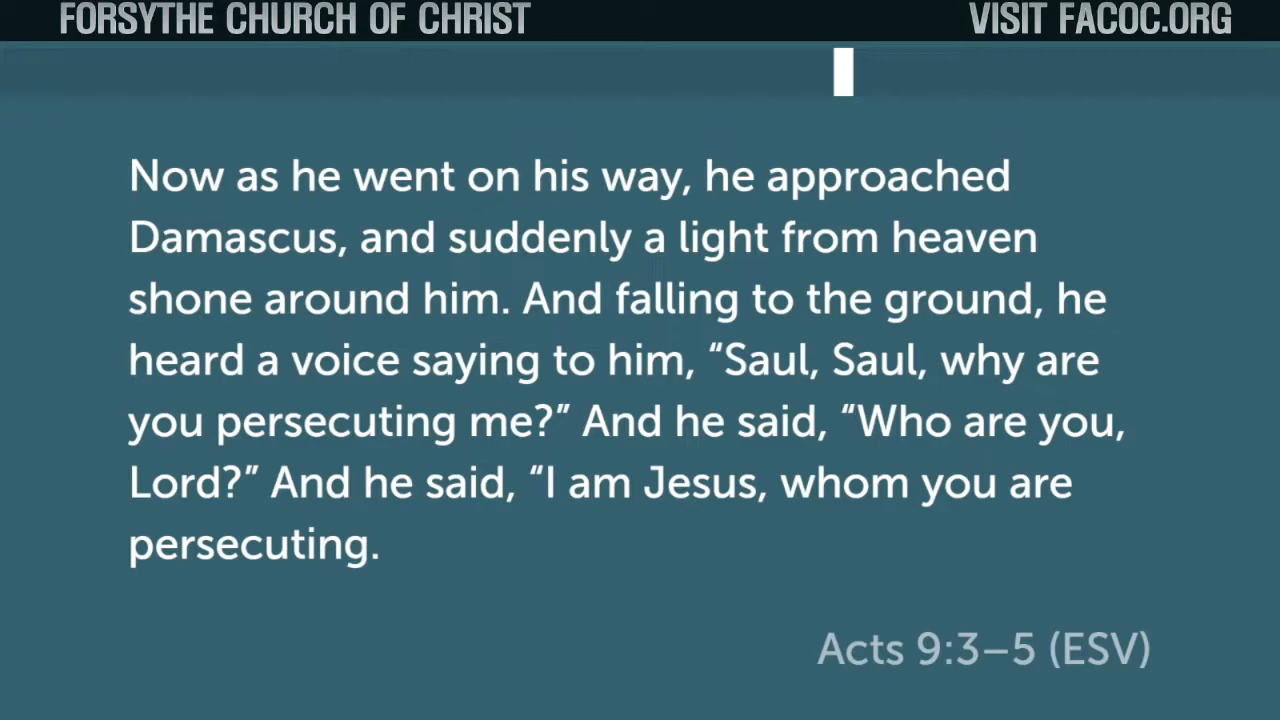 FORSYTHE CHURCH OF CHRIST
VISIT FACOC.ORG
Now as he went on his way, he approached
Damascus, and suddenly a light from heaven
shone around him. And falling to the ground, he
heard a voice saying to him, “Saul, Saul, why are
you persecuting me?” And he said, “Who are you,
Lord?” And he said, “I am Jesus, whom you are
persecuting.
Acts 9:3–5 (ESV)